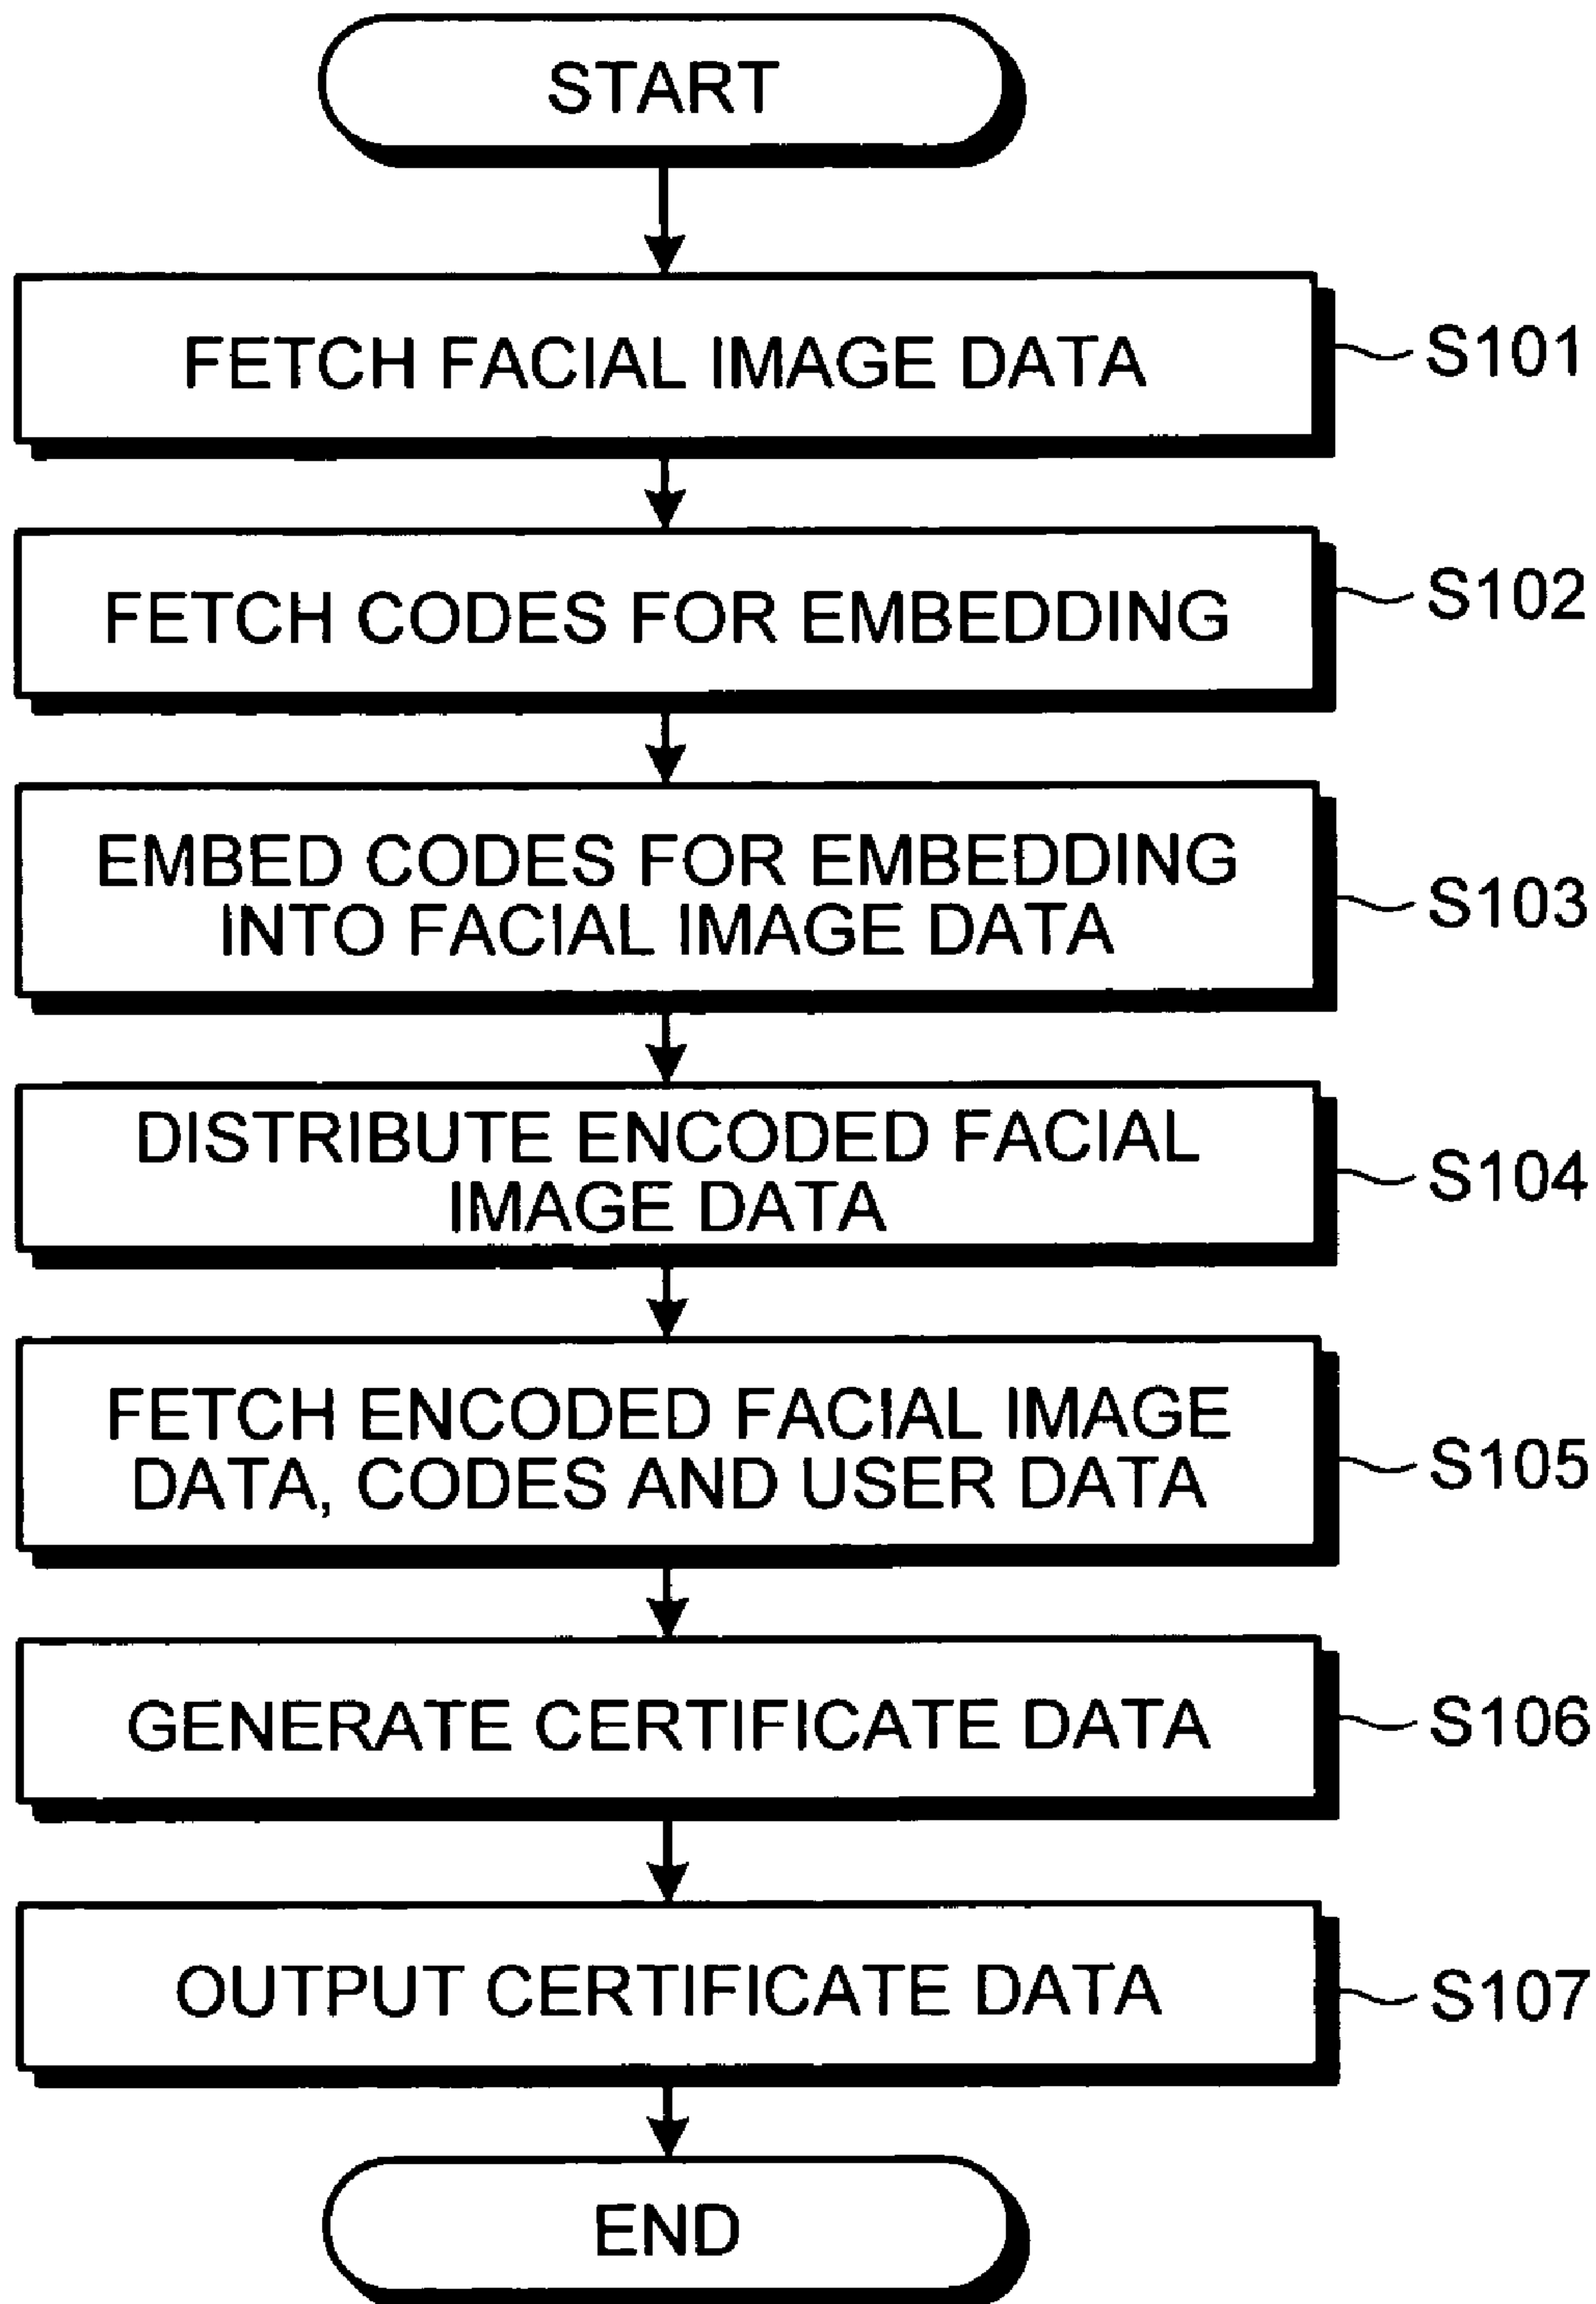 START
FETCH FACIAL IMAGE DATA
S101
FETCH CODES FOR EMBEDDING
S102
EMBED CODES FOR EMBEDDING
INTO FACIAL IMAGE DATA
S103
DISTRIBUTE ENCODED FACIAL
IMAGE DATA
S104
FETCH ENCODED FACIAL IMAGE
DATA, CODES AND USER DATA
S105
GENERATE CERTIFICATE DATA
S106
OUTPUT CERTIFICATE DATA
S107
END